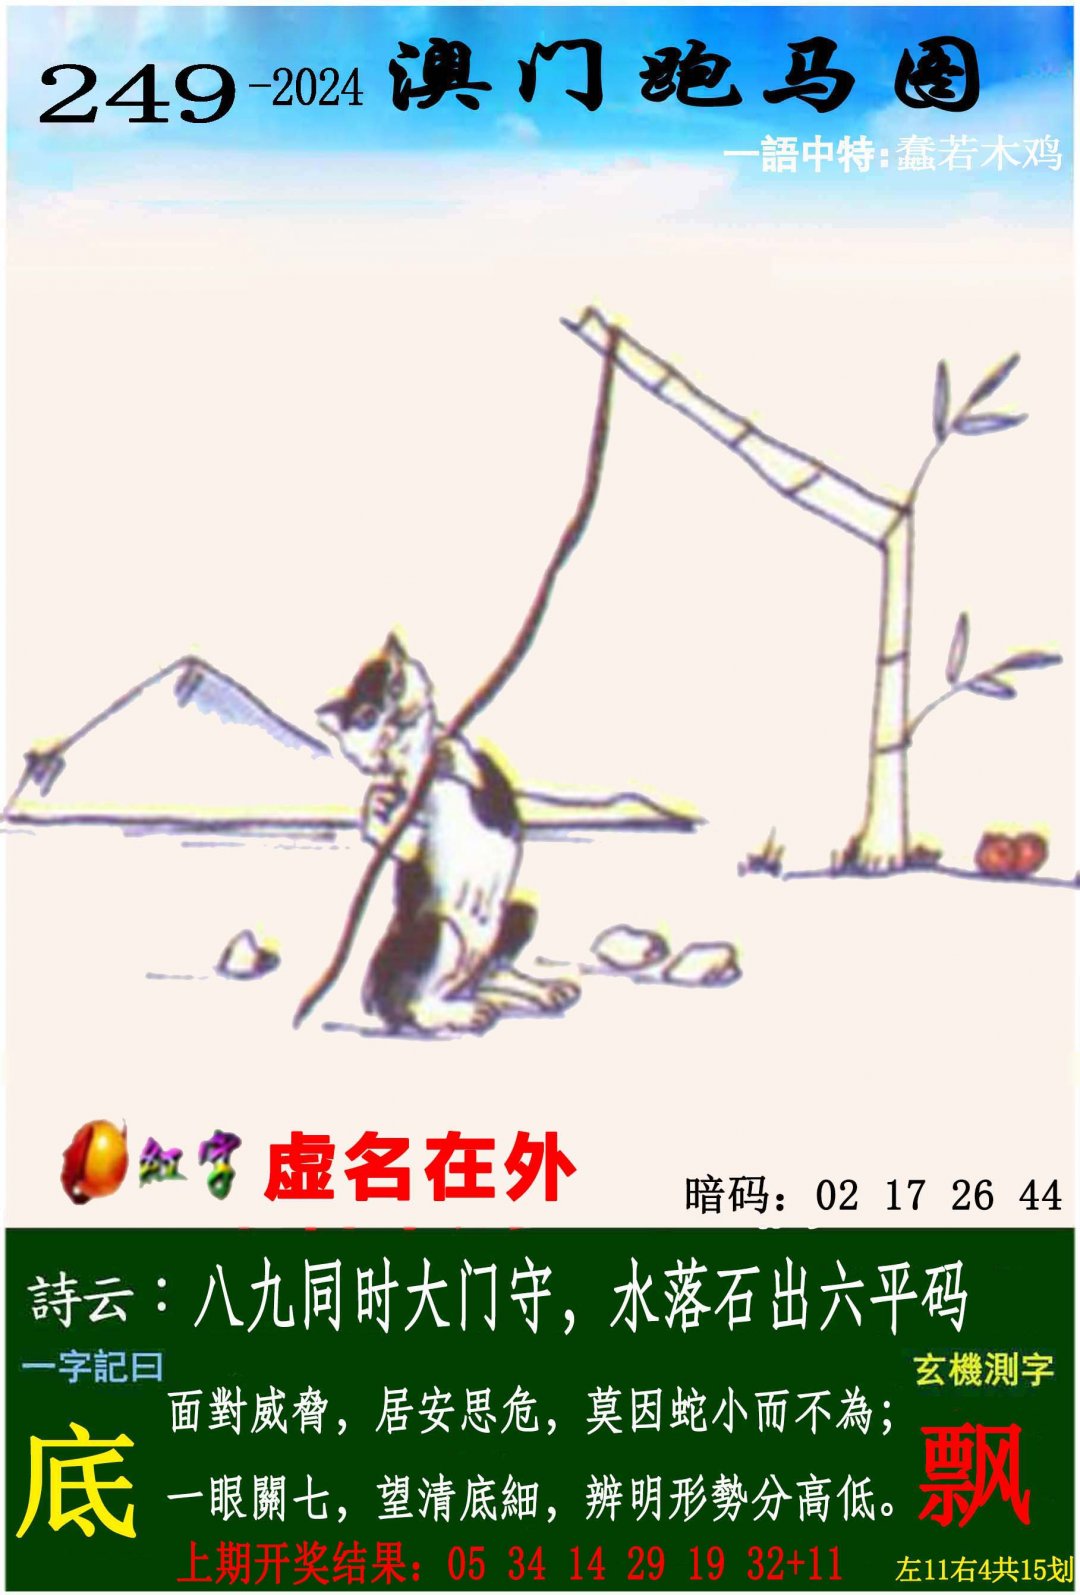 249-2024 澳门跑马图
一語中特:蠢若木鸡
紅字 虚名在外
暗码：02 17 26 44
詩云：八九同时大门守，水落石出六平码
一字記日
玄機測字
面對威脅，居安思危，莫因蛇小而不為；
底
飘
一眼關七，望清底細，辨明形勢分高低。
上期开奖结果：05 34 14 29 19 32+11
左11右4共15划